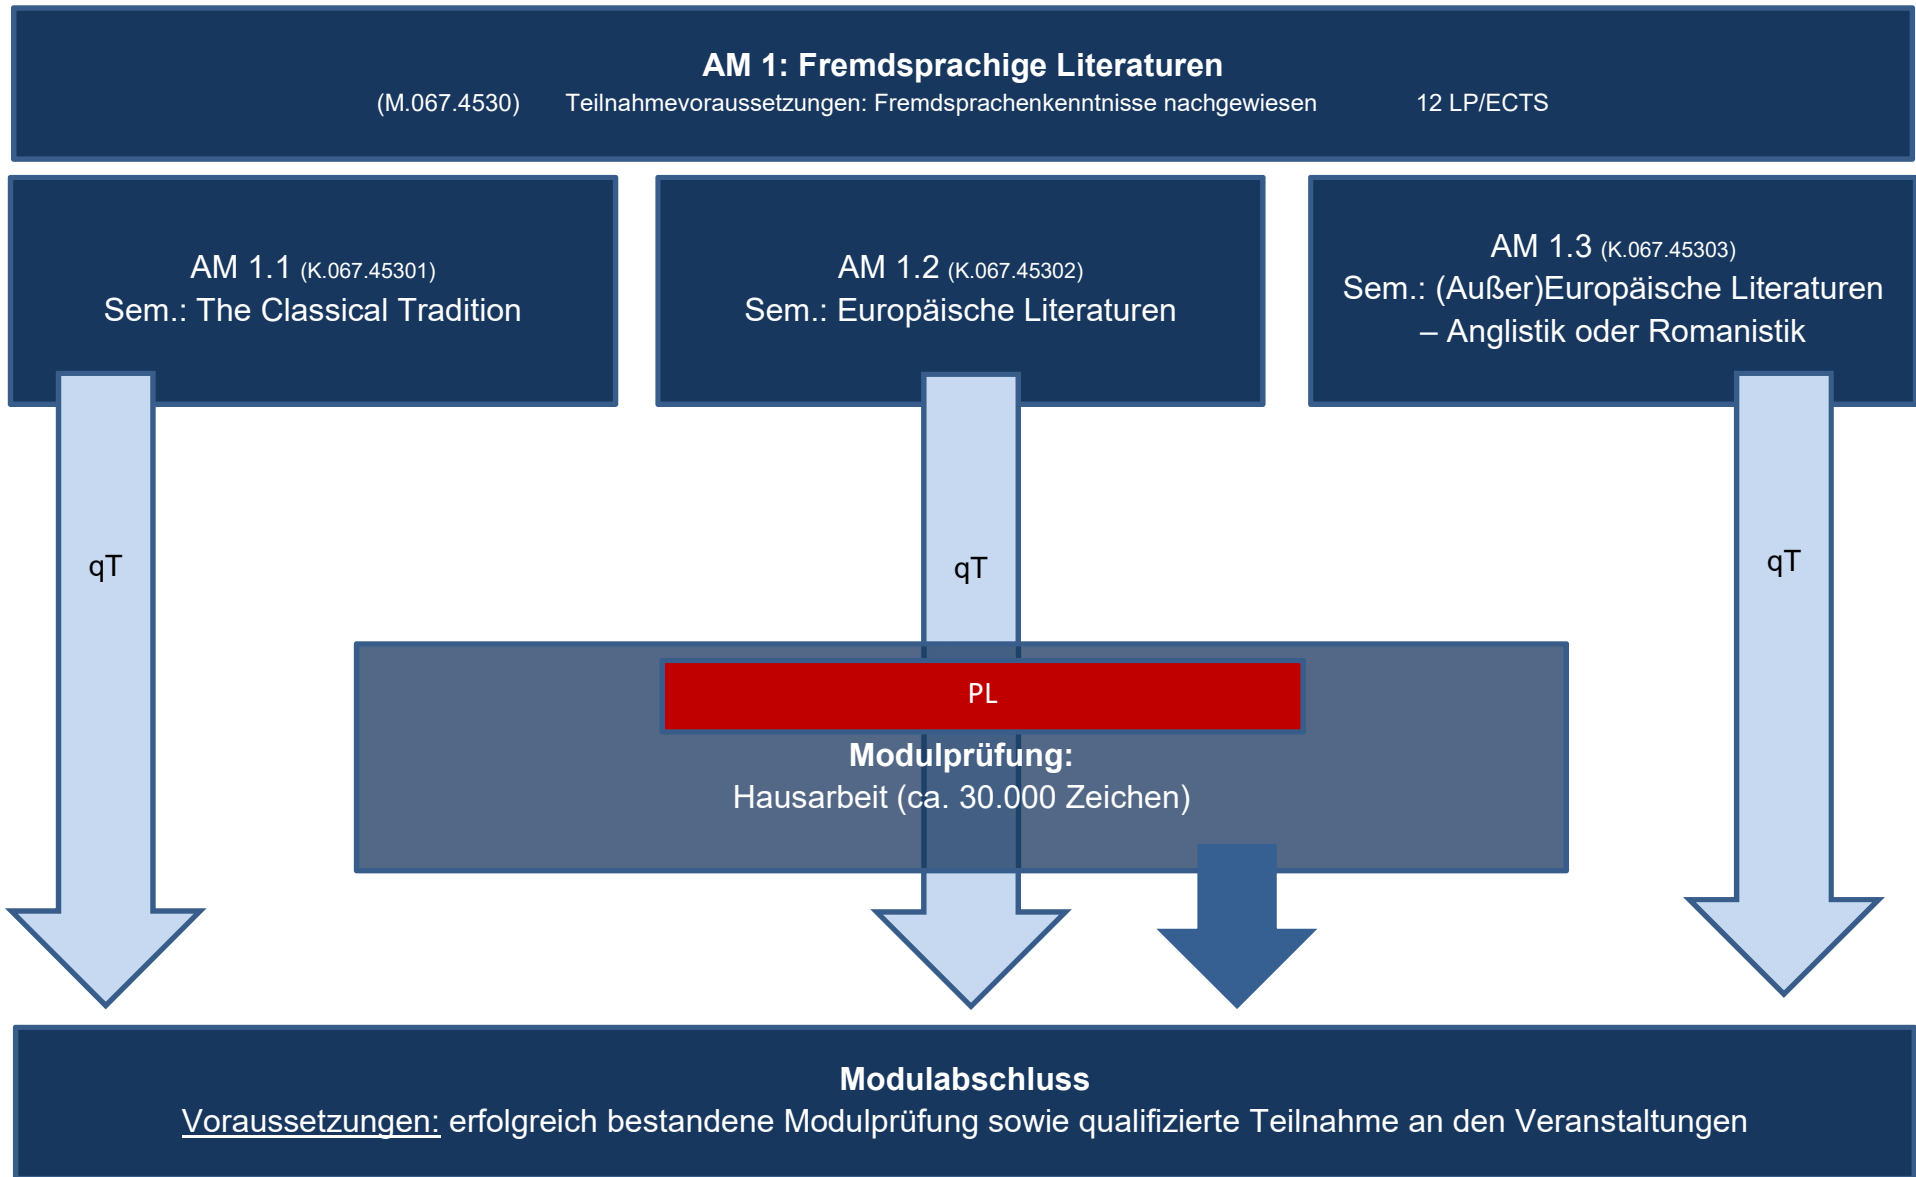 AM 1: Fremdsprachige Literaturen
(M.067.4530) Teilnahmevoraussetzungen: Fremdsprachenkenntnisse nachgewiesen 12 LP/ECTS
AM 1.1 (K.067.45301)
Sem.: The Classical Tradition
AM 1.2 (K.067.45302)
Sem.: Europäische Literaturen
AM 1.3 (K.067.45303)
Sem.: (Außer)Europäische Literaturen
– Anglistik oder Romanistik
qT
qT
qT
PL
Modulprüfung:
Hausarbeit (ca. 30.000 Zeichen)
Modulabschluss
Voraussetzungen: erfolgreich bestandene Modulprüfung sowie qualifizierte Teilnahme an den Veranstaltungen